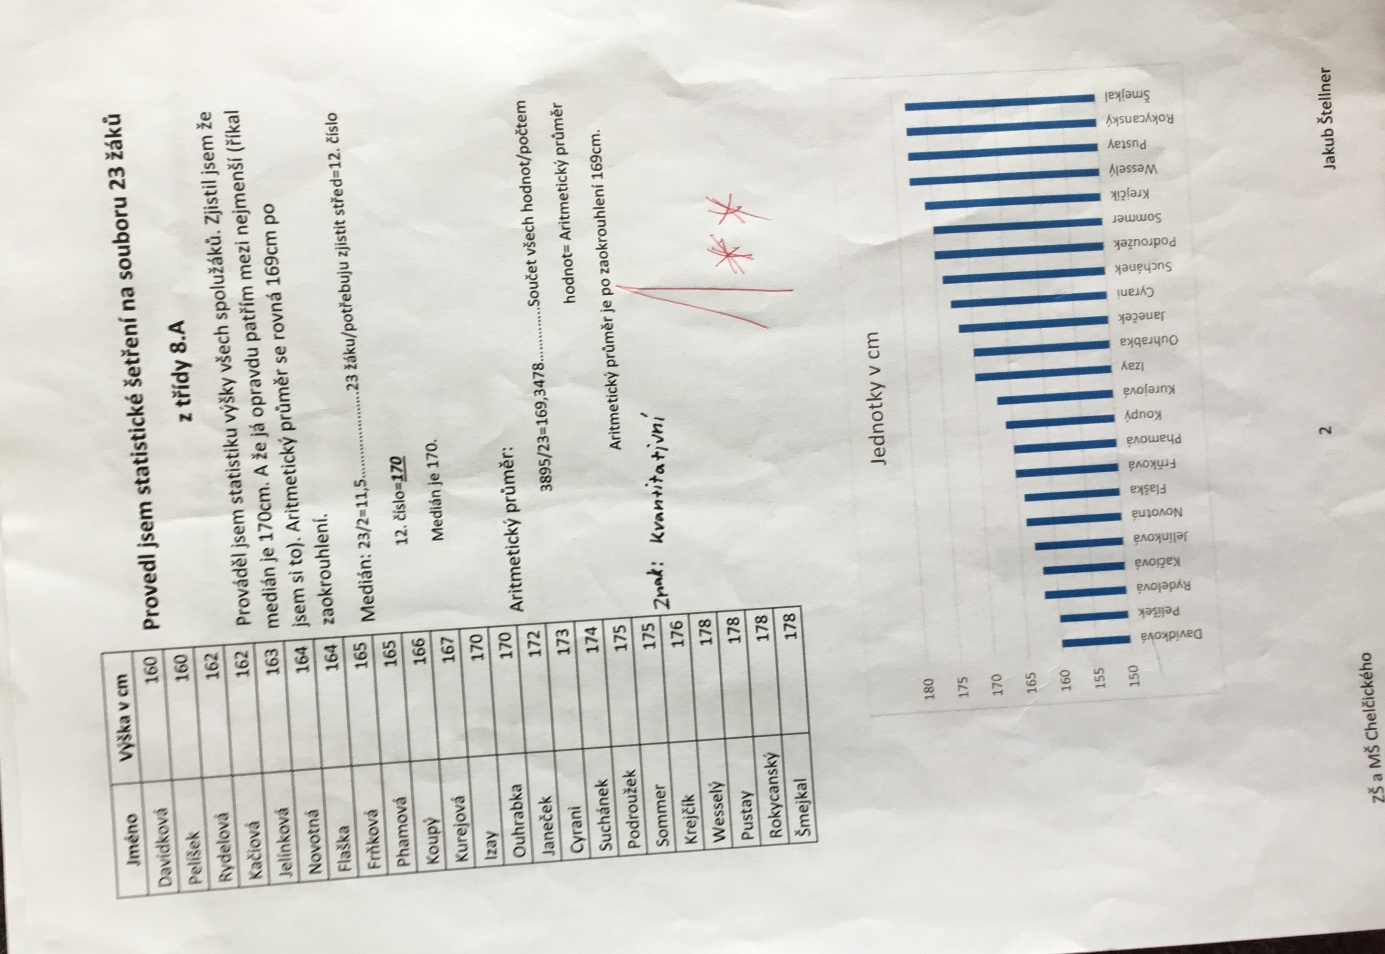 Provedl jsem statistické šetření na souboru 23 žáků
z třídy 8.A
Jméno Výška v cm
Davidková 160
Pelíšek 160
Rydelová 162
Kačiová 162
Jelinková 163
Novotná 164
Flaška 164
Frňková 165
Phamová 165
Koupý 166
Kurejová 167
Izay 170
Ouhrabka 170
Janeček 172
Cyrani 173
Suchánek 174
Podroužek 175
Sommer 175
Krejčík 176
Wesselý 178
Pustay 178
Rokycanský 178
Šmejkal 178
Prováděl jsem statistiku výšky všech spolužáků. Zjistil jsem že
medián je 170cm. A že já opravdu patřím mezi nejmenší (říkal
jsem si to). Aritmetický průměr se rovná 169cm po
zaokrouhlení.
Medián: 23/2=11,5........................23 žáku/potřebuju zjistit střed=12. číslo
12. číslo=170
Medián je 170.
Aritmetický průměr:
3895/23=169,3478..............Součet všech hodnot/počtem
hodnot= Aritmetický průměr
Aritmetický průměr je po zaokrouhlení 169cm.
Znak: kvantitativní
Jednotky v cm
180
175
170
165
160
155
150
Davidková
Pelíšek
Rydelová
Kačiová
Jelinková
Novotná
Flaška
Frňková
Phamová
Koupý
Kurejová
Izay
Ouhrabka
Janeček
Cyrani
Suchánek
Podroužek
Sommer
Krejčík
Wesselý
Pustay
Rokycanský
Šmejkal
ZŠ a MŠ Chelčického 2 Jakub Štellner